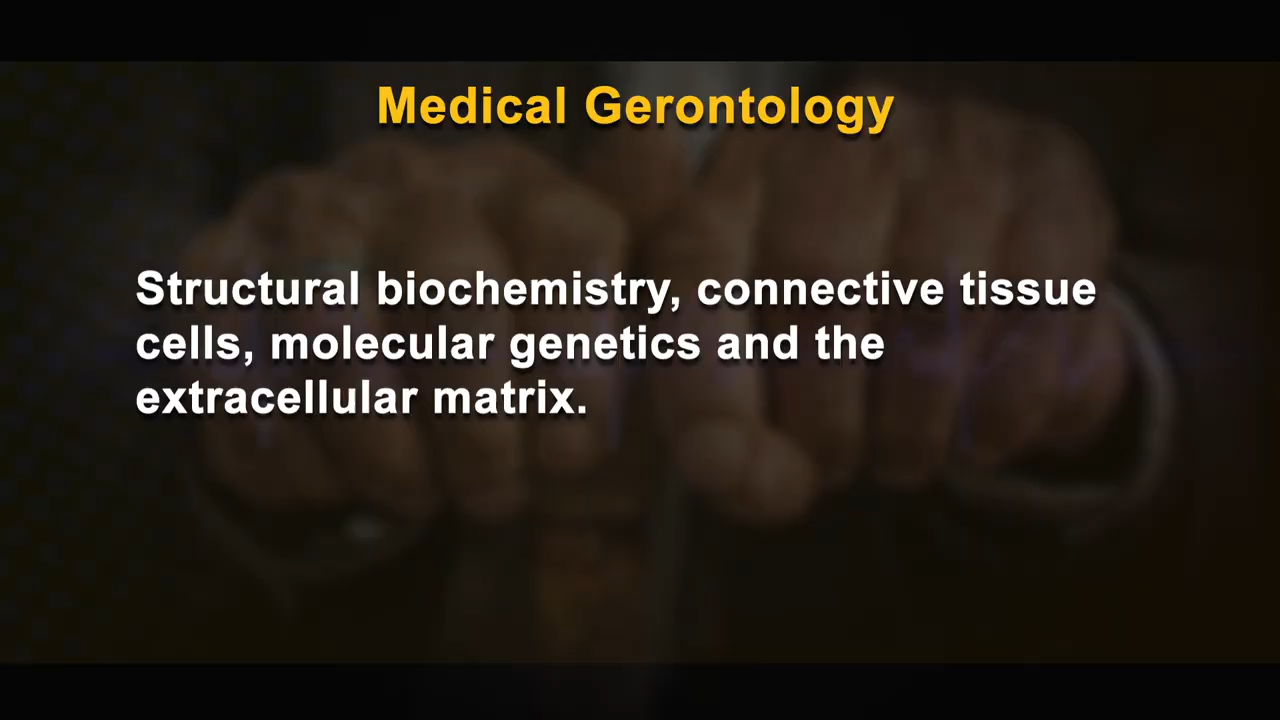 Medical Gerontology
Structural biochemistry, connective tissue
cells, molecular genetics and the
extracellular matrix.